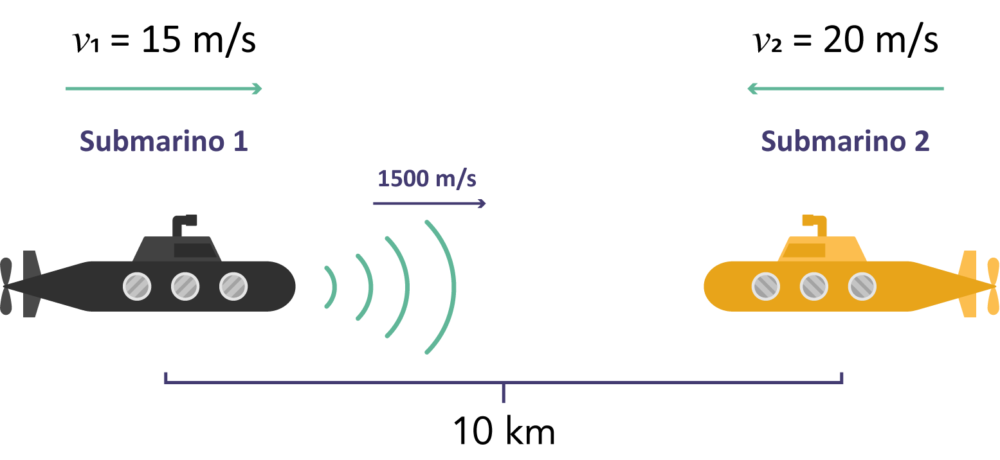 v₁ = 15 m/s
v₂ = 20 m/s
Submarino 1
Submarino 2
1500 m/s
10 km